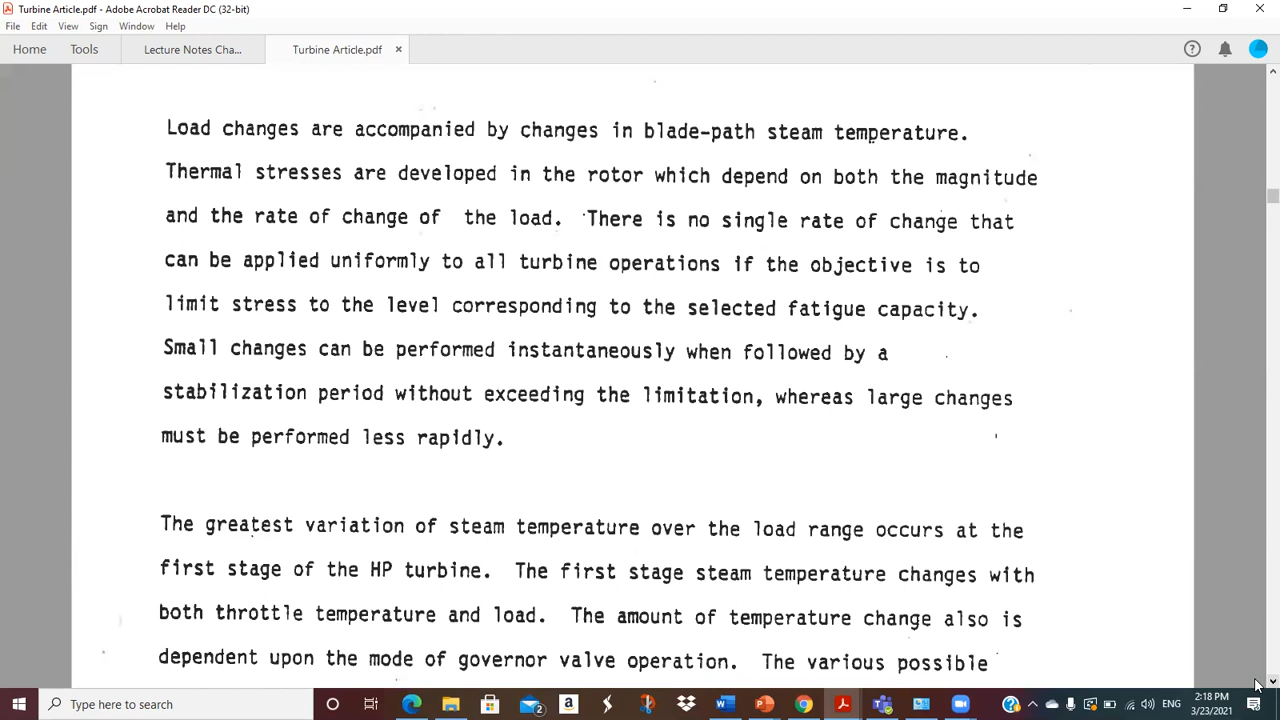 Turbine Article.pdf - Adobe Acrobat Reader DC (32-bit)
File Edit View Sign Window Help
Home Tools Lecture Notes Cha... Turbine Article.pdf ×
Load changes are accompanied by changes in blade-path steam temperature.
Thermal stresses are developed in the rotor which depend on both the magnitude
and the rate of change of the load. There is no single rate of change that
can be applied uniformly to all turbine operations if the objective is to
limit stress to the level corresponding to the selected fatigue capacity.
Small changes can be performed instantaneously when followed by a
stabilization period without exceeding the limitation, whereas large changes
must be performed less rapidly.
The greatest variation of steam temperature over the load range occurs at the
first stage of the HP turbine. The first stage steam temperature changes with
both throttle temperature and load. The amount of temperature change also is
dependent upon the mode of governor valve operation. The various possible
Type here to search
ENG
2:18 PM
3/23/2021